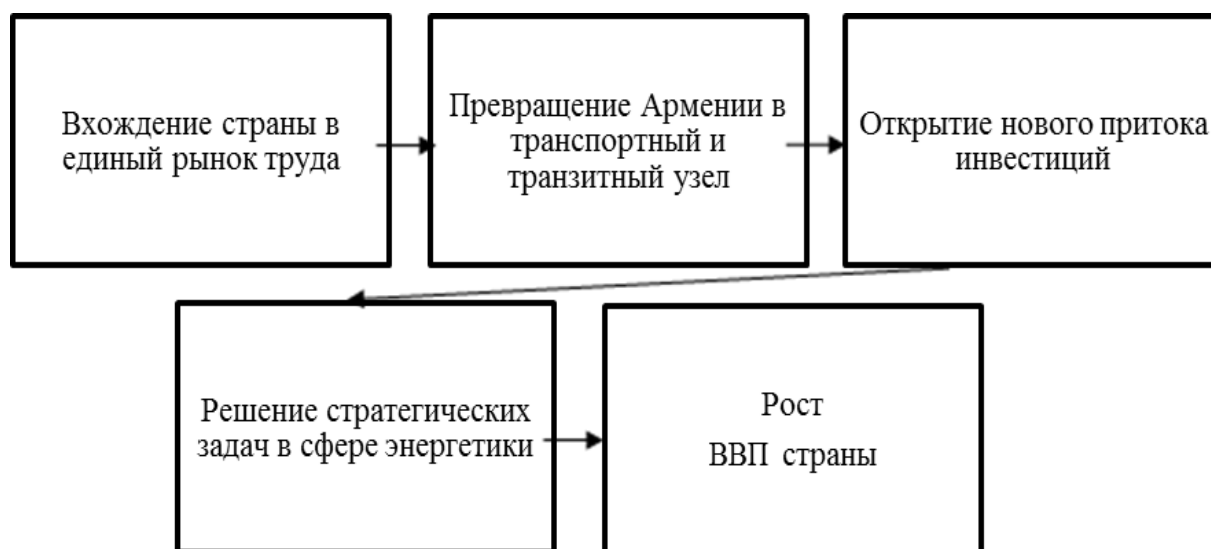 Вхождение страны в
единый рынок труда
Превращение Армении в
транспортный и
транзитный узел
Открытие нового притока
инвестиций
Решение стратегических
задач в сфере энергетики
Рост
ВВП страны